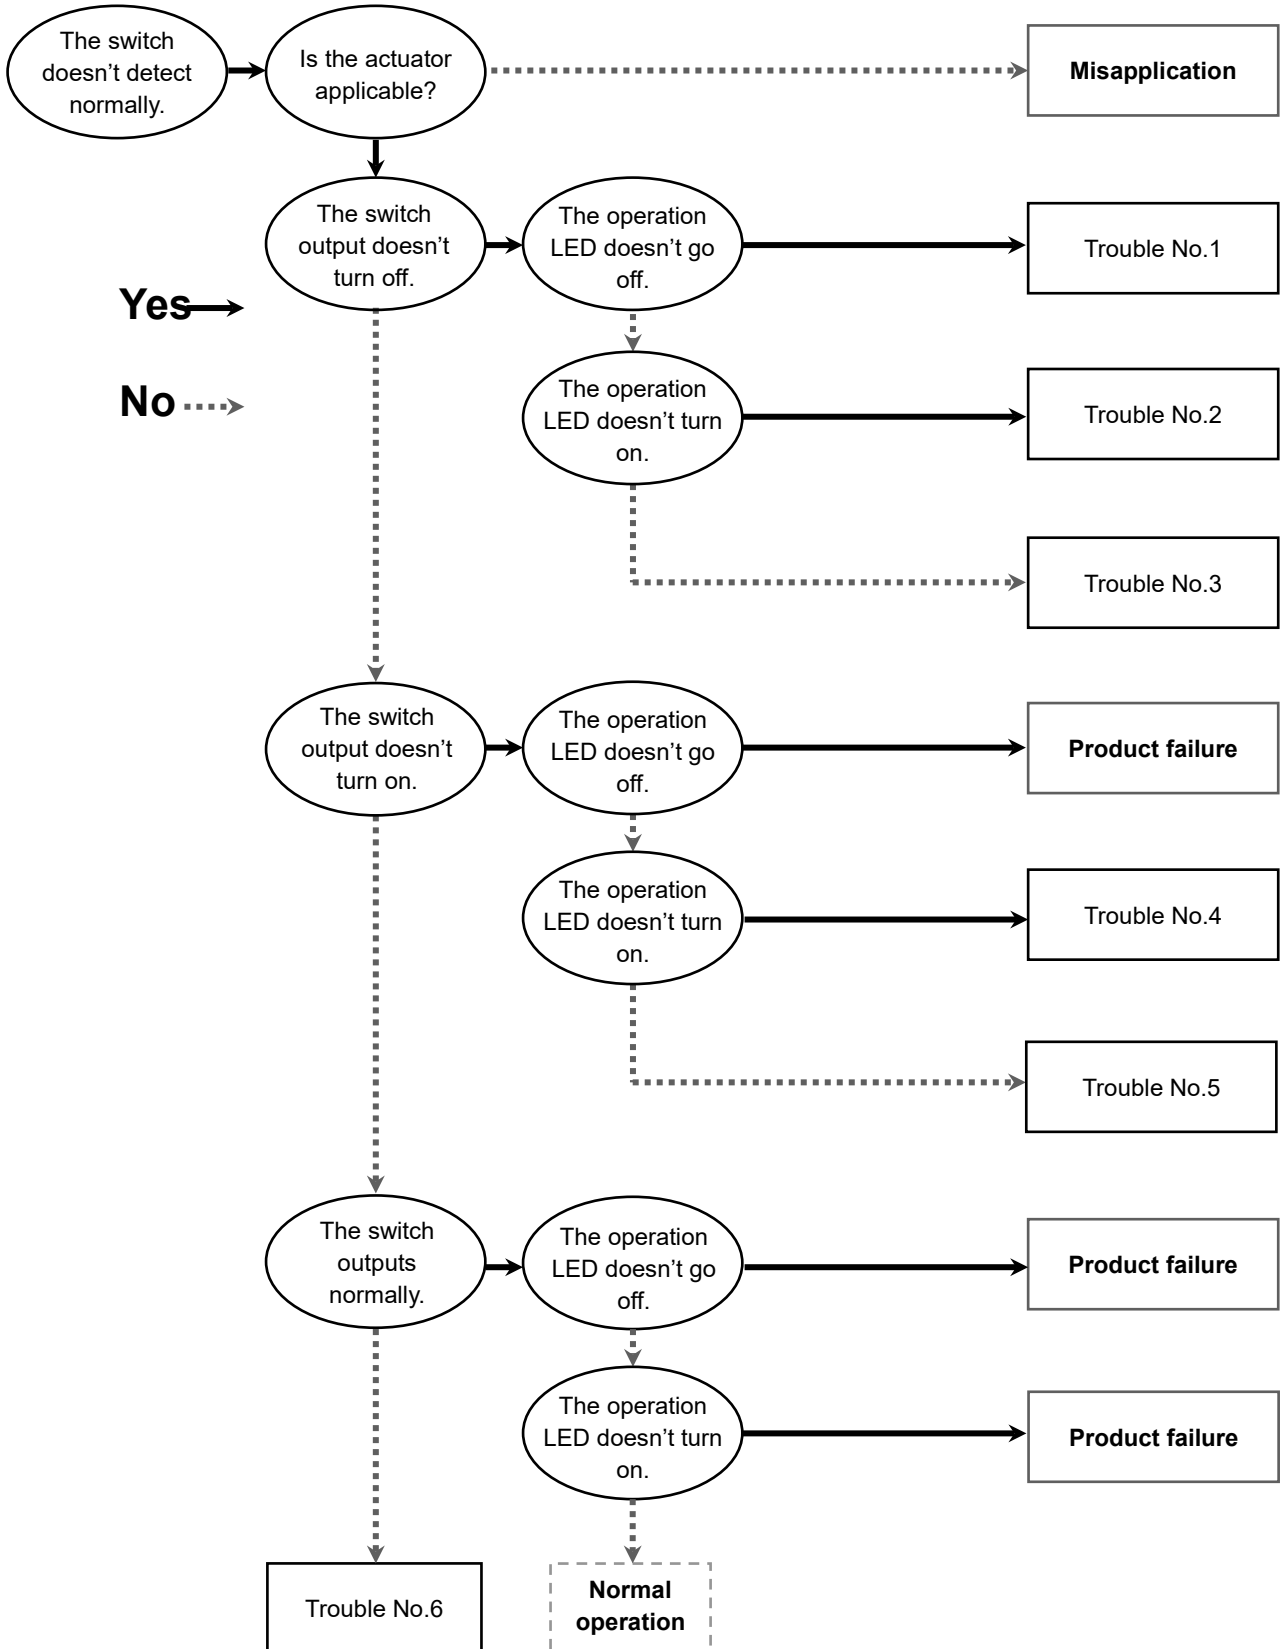 The switch
doesn't detect
normally.
Is the actuator
applicable?
Misapplication
The switch
output doesn't
turn off.
The operation
LED doesn't go
off.
Trouble No.1
Yes
The operation
LED doesn't turn
on.
Trouble No.2
No
Trouble No.3
The switch
output doesn't
turn on.
The operation
LED doesn't go
off.
Product failure
The operation
LED doesn't turn
on.
Trouble No.4
Trouble No.5
The switch
outputs
normally.
The operation
LED doesn't go
off.
Product failure
The operation
LED doesn't turn
on.
Product failure
Trouble No.6
Normal
operation